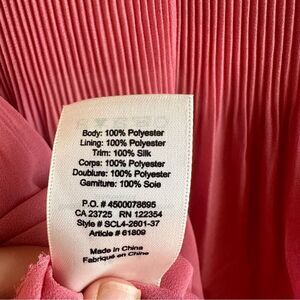 Body: 100% Polyester
Lining: 100% Polyester
Trim: 100% Silk
Corps: 100% Polyester
Doublure: 100% Polyester
Garniture: 100% Soie
P.O. # 4500078695
CA 23725 RN 122354
Style # SCL4-2601-37
Article # 61809
Made in China
Fabriqué en Chine